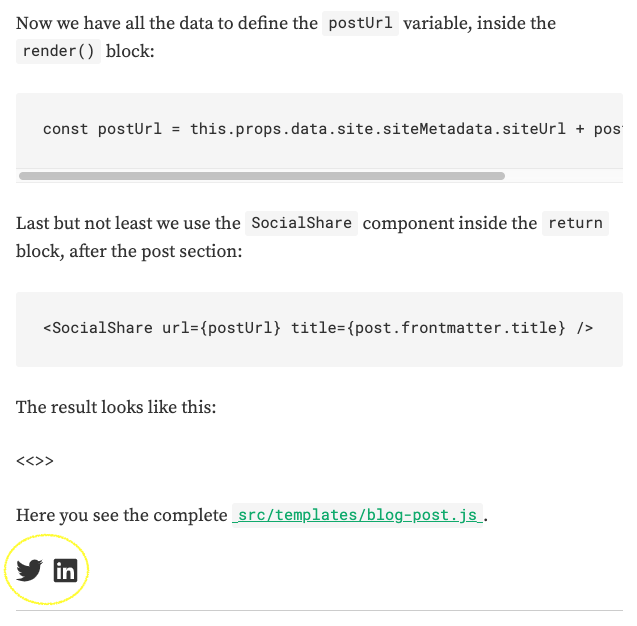 Now we have all the data to define the postUrl variable, inside the
render() block:
const postUrl = this.props.data.site.siteMetadata.siteUrl + pos
Last but not least we use the SocialShare component inside the return
block, after the post section:
<SocialShare url={postUrl} title={post.frontmatter.title} />
The result looks like this:
<<>>
Here you see the complete _src/templates/blog-post.js_.
in